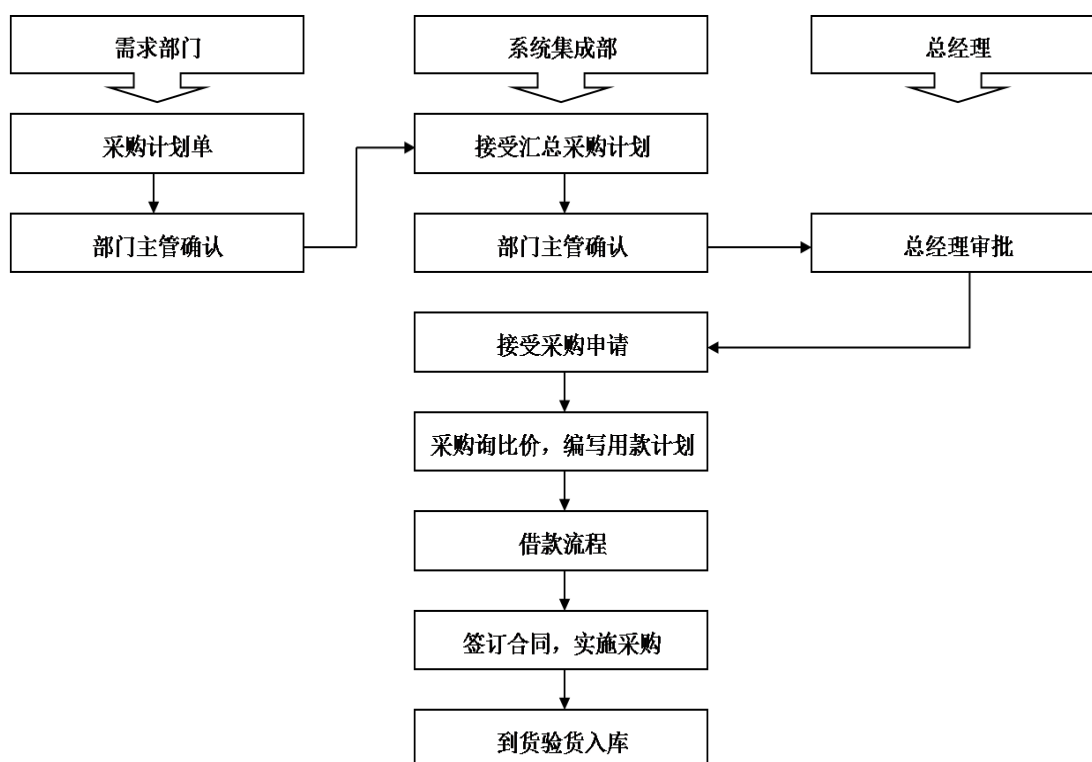 需求部门
系统集成部
总经理
采购计划单
接受汇总采购计划
部门主管确认
部门主管确认
总经理审批
接受采购申请
采购询比价，编写用款计划
借款流程
签订合同，实施采购
到货验货入库